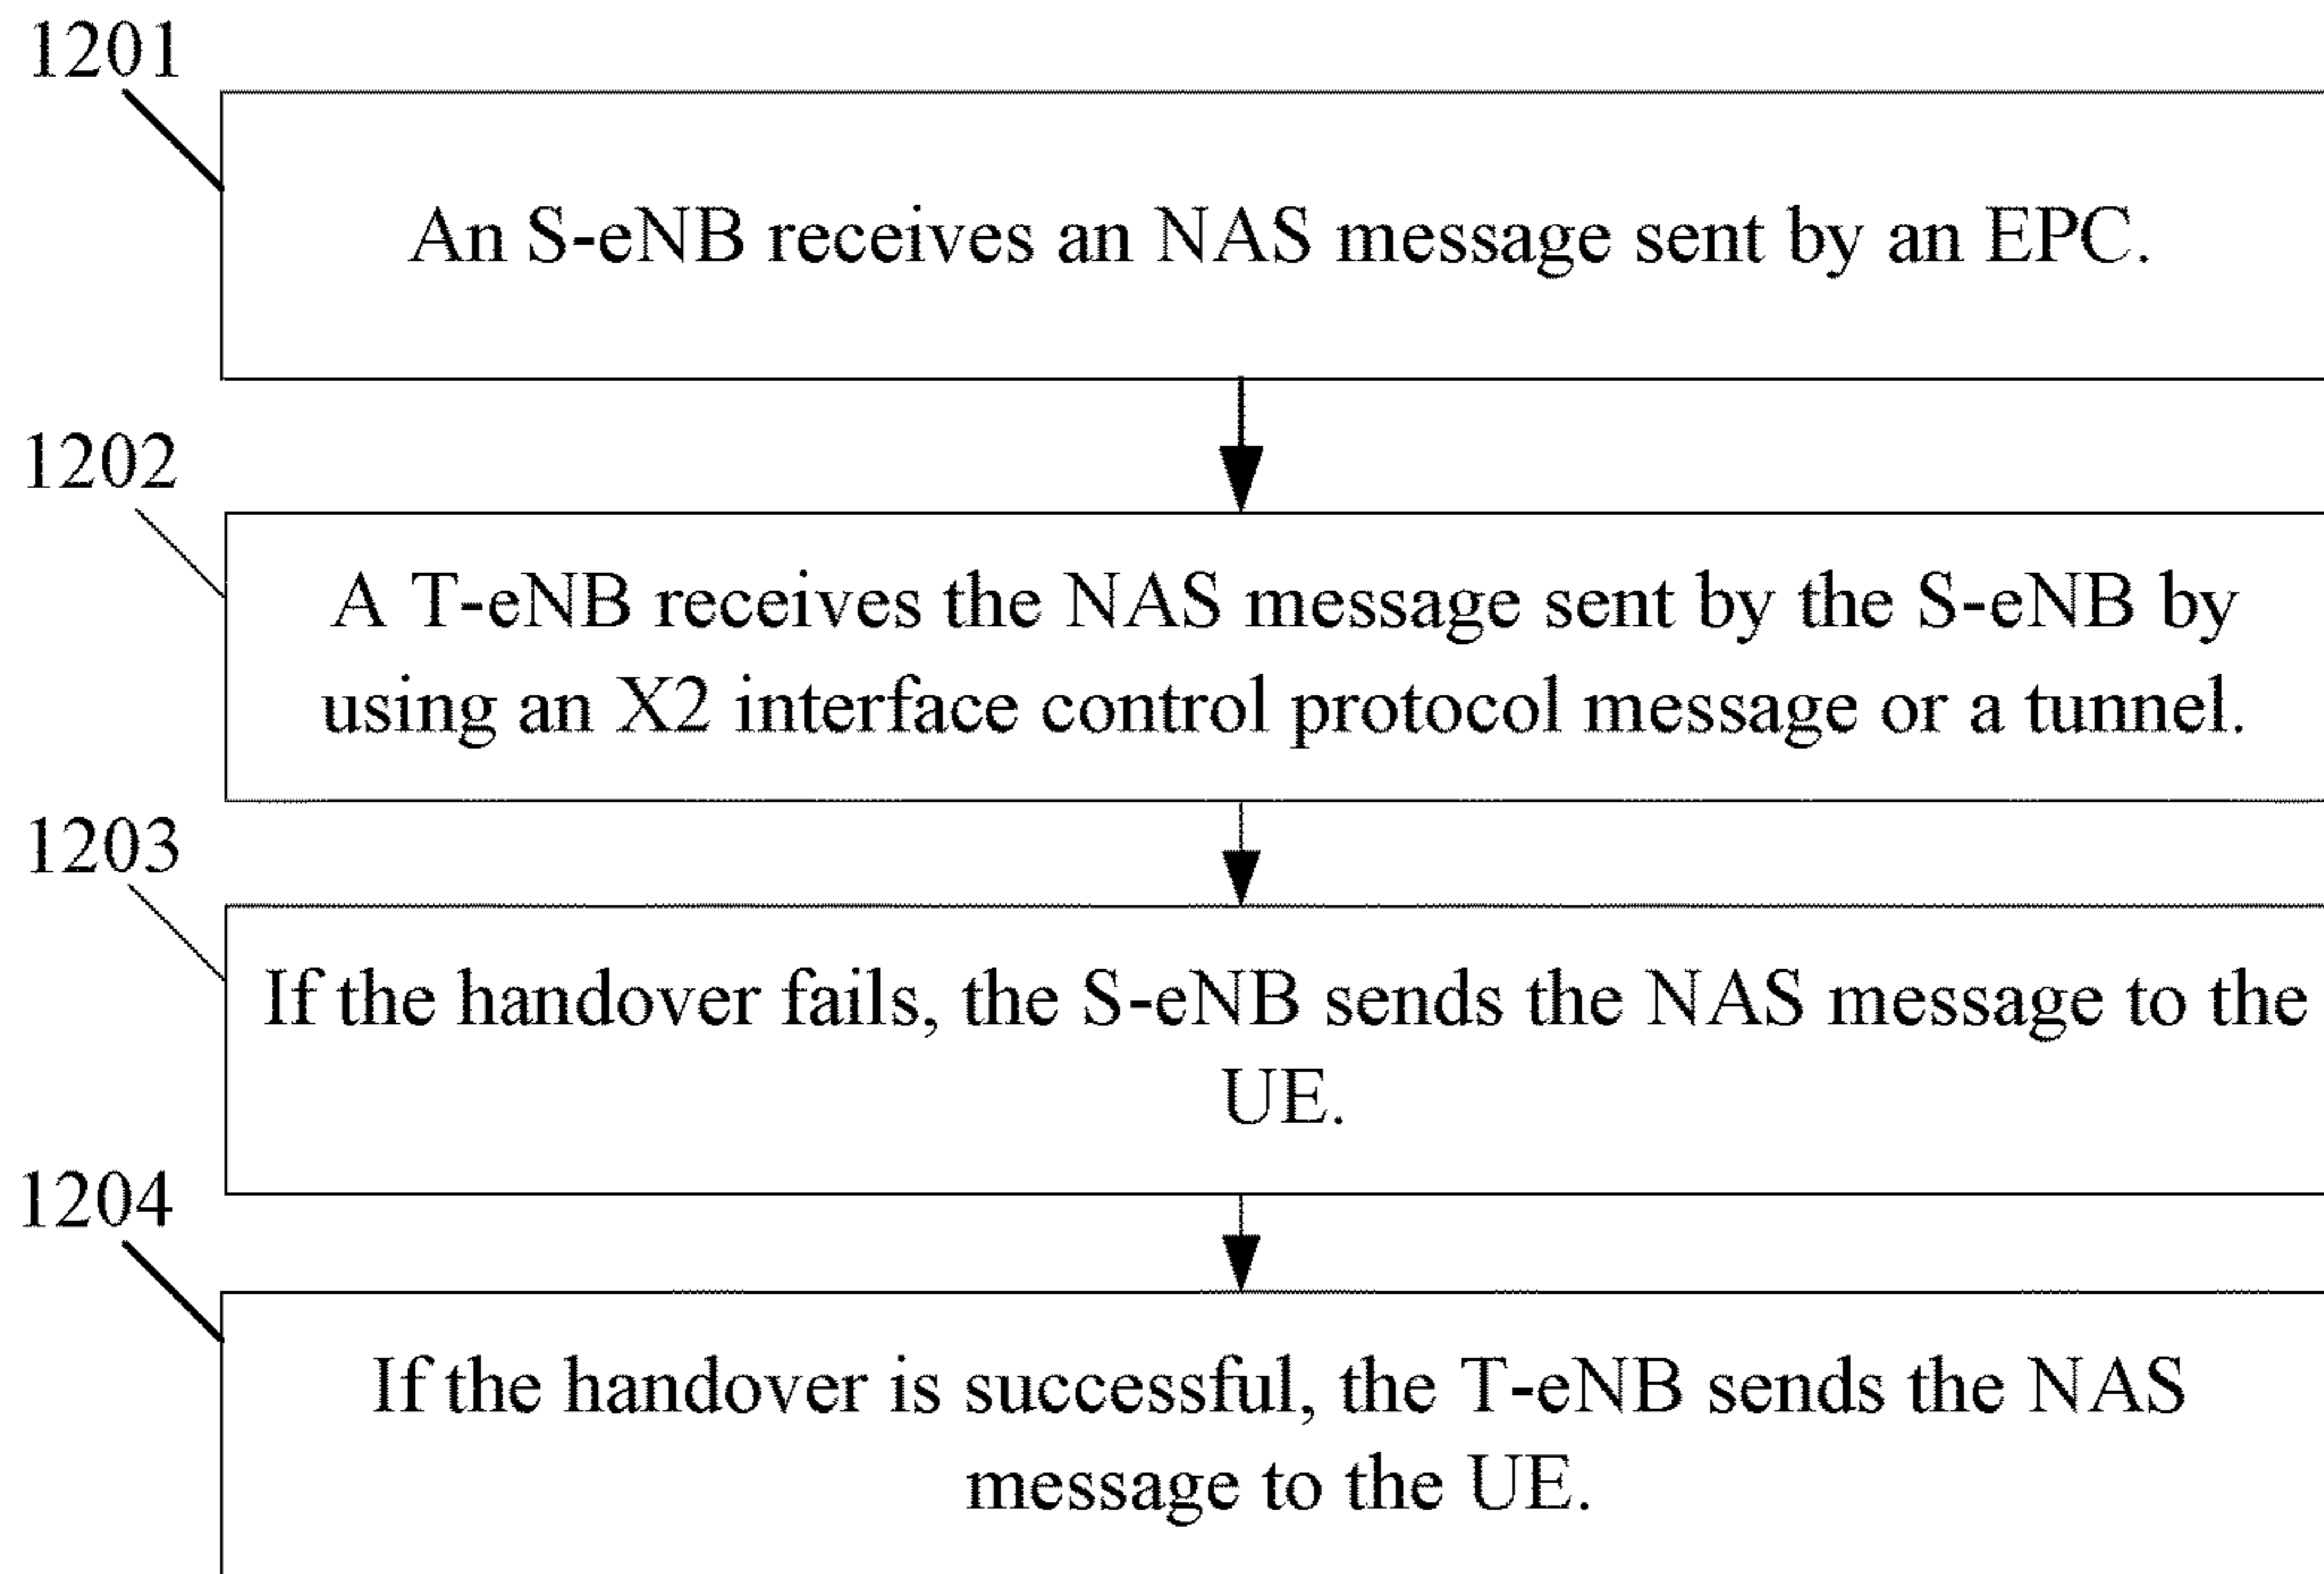 1201
An S-eNB receives an NAS message sent by an EPC.
1202
A T-eNB receives the NAS message sent by the S-eNB by
using an X2 interface control protocol message or a tunnel.
1203
If the handover fails, the S-eNB sends the NAS message to the
UE.
1204
If the handover is successful, the T-eNB sends the NAS
message to the UE.